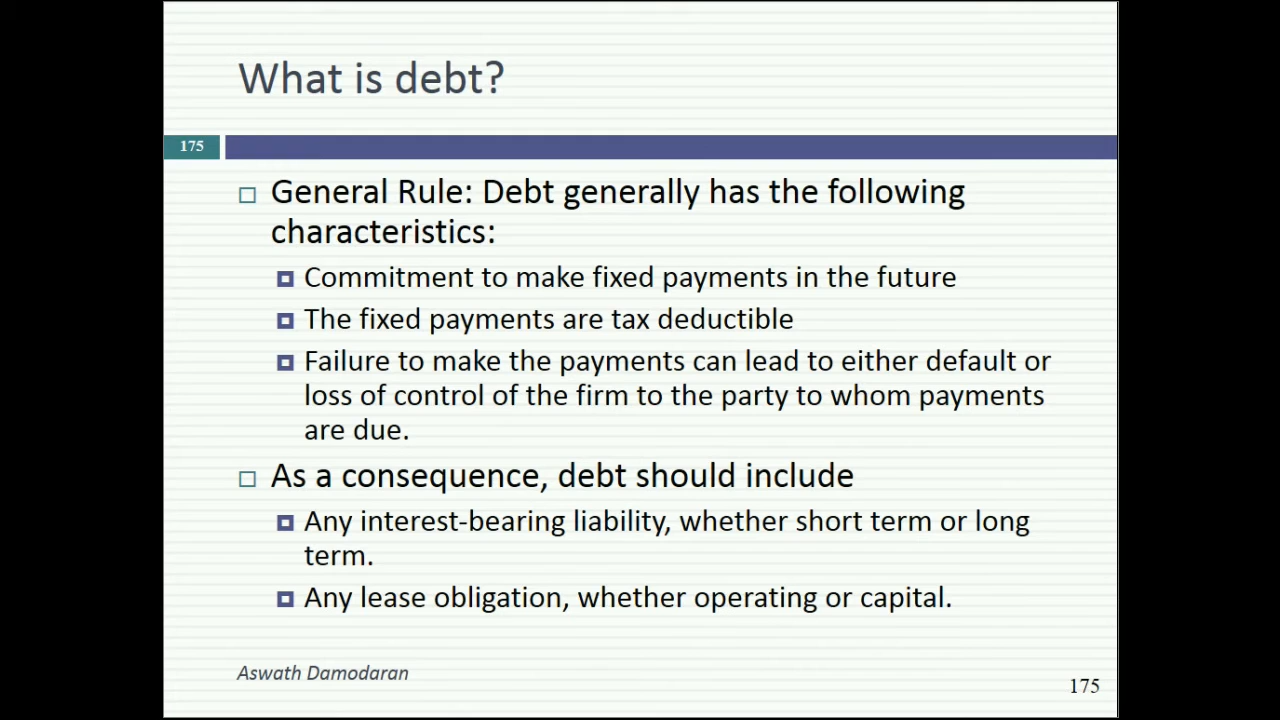 What is debt?
175
General Rule: Debt generally has the following
characteristics:
Commitment to make fixed payments in the future
The fixed payments are tax deductible
Failure to make the payments can lead to either default or
loss of control of the firm to the party to whom payments
are due.
As a consequence, debt should include
Any interest-bearing liability, whether short term or long
term.
Any lease obligation, whether operating or capital.
Aswath Damodaran
175